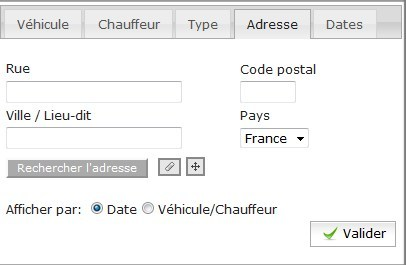 Véhicule Chauffeur Type Adresse Dates
Rue Code postal
Ville / Lieu-dit Pays
France
Rechercher l'adresse
Afficher par: Date Véhicule/Chauffeur
Valider